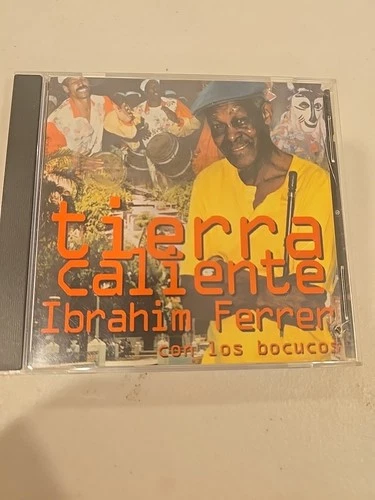 tierra
caliente
Ibrahim Ferrer
con los bocucos